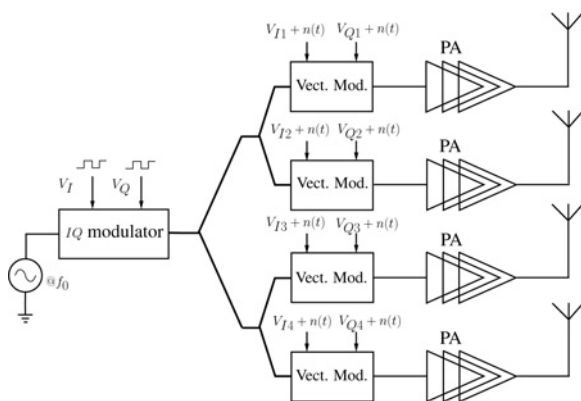 V_{I1} + n(t) V_{Q1} + n(t)
PA
Vect. Mod.
V_{I2} + n(t) V_{Q2} + n(t)
PA
Vect. Mod.
V_I V_Q
IQ modulator
@f_0
V_{I3} + n(t) V_{Q3} + n(t)
PA
Vect. Mod.
V_{I4} + n(t) V_{Q4} + n(t)
PA
Vect. Mod.